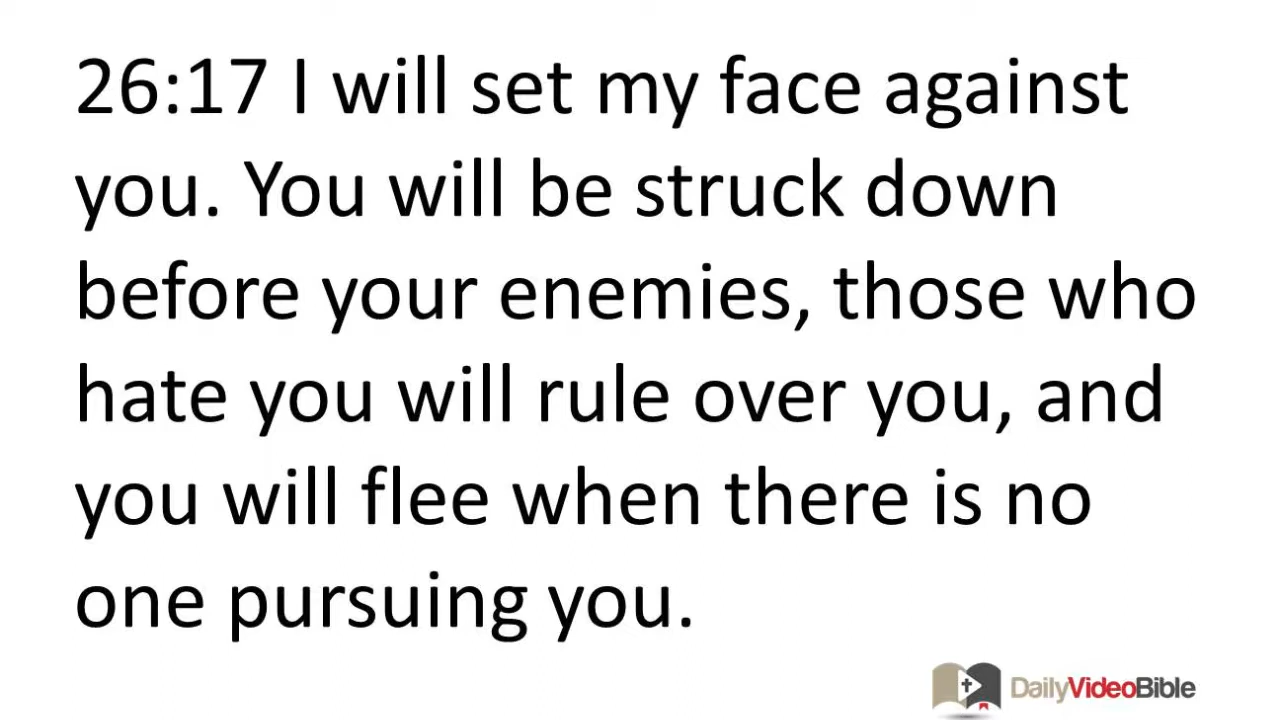 26:17 I will set my face against
you. You will be struck down
before your enemies, those who
hate you will rule over you, and
you will flee when there is no
one pursuing you.
DailyVideoBible